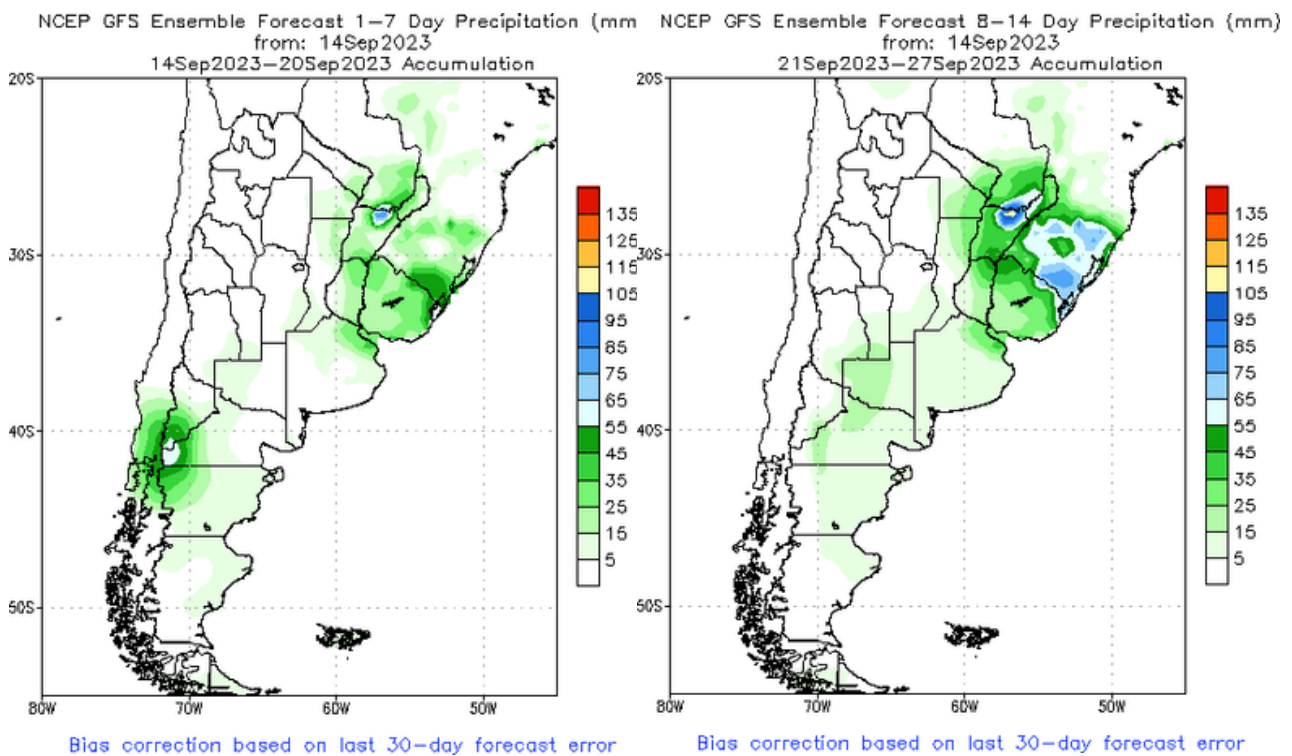 NCEP GFS Ensemble Forecast 1-7 Day Precipitation (mm
from: 14Sep2023
14Sep2023-20Sep2023 Accumulation
20S
30S
40S
50S
80W
70W
60W
50W
135
125
115
105
95
85
75
65
55
45
35
25
15
5
Bias correction based on last 30-day forecast error
NCEP GFS Ensemble Forecast 8-14 Day Precipitation (mm)
from: 14Sep2023
21Sep2023-27Sep2023 Accumulation
20S
30S
40S
50S
80W
70W
60W
50W
135
125
115
105
95
85
75
65
55
45
35
25
15
5
Bias correction based on last 30-day forecast error